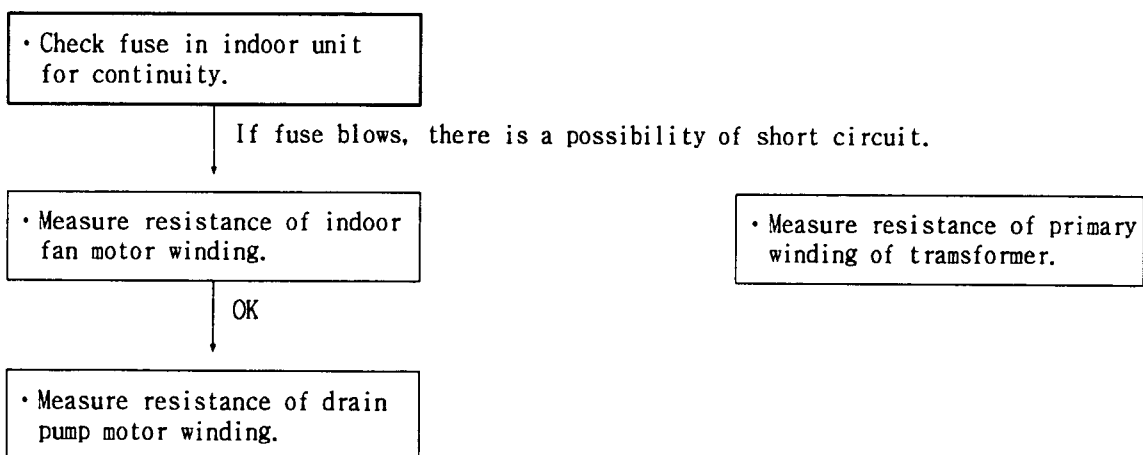 · Check fuse in indoor unit
for continuity.
If fuse blows, there is a possibility of short circuit.
· Measure resistance of indoor
fan motor winding.
· Measure resistance of primary
winding of tramsformer.
OK
· Measure resistance of drain
pump motor winding.